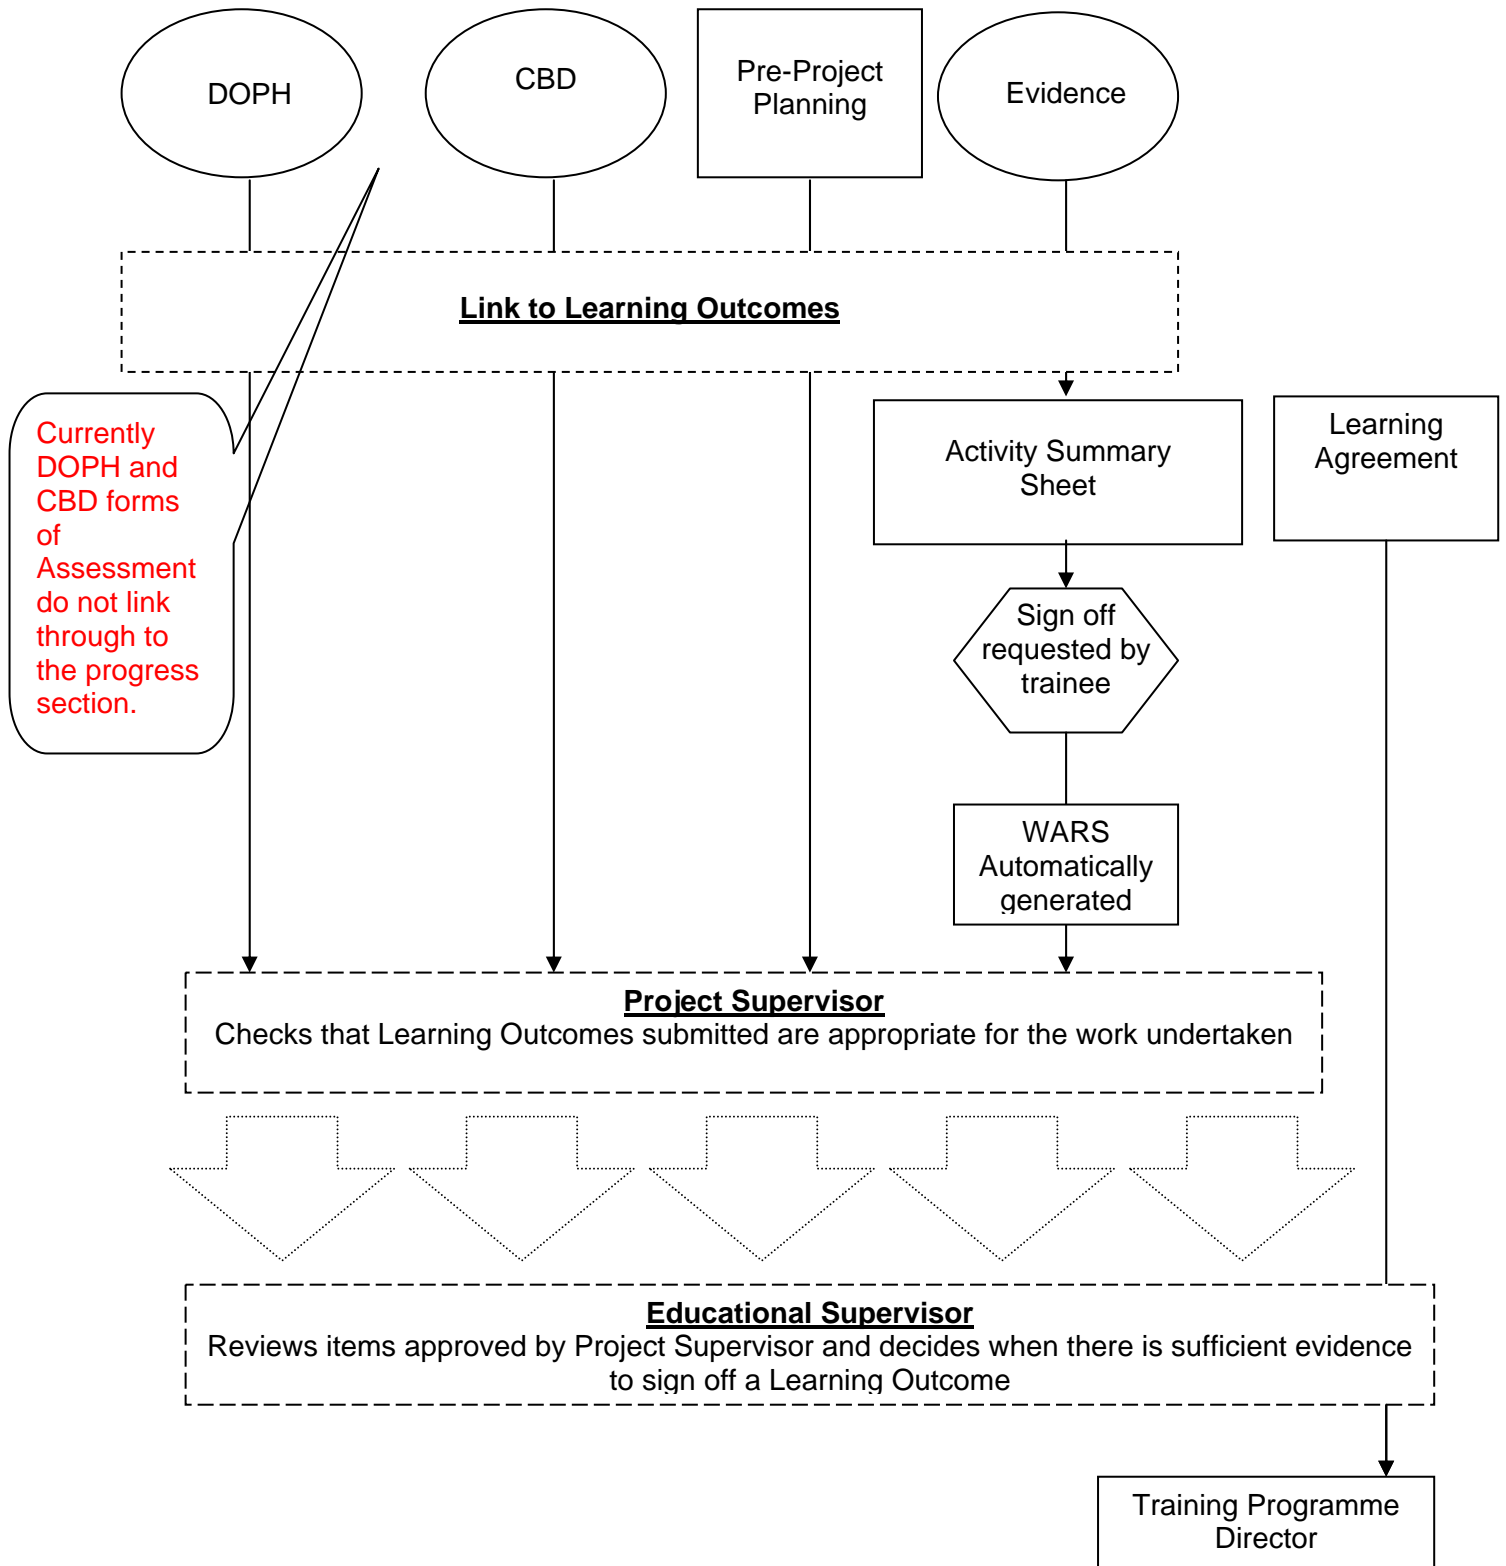 DOPH
CBD
Pre-Project
Planning
Evidence
Link to Learning Outcomes
Currently
DOPH and
CBD forms
of
Assessment
do not link
through to
the progress
section.
Activity Summary
Sheet
Learning
Agreement
Sign off
requested by
trainee
WARS
Automatically
generated
Project Supervisor
Checks that Learning Outcomes submitted are appropriate for the work undertaken
Educational Supervisor
Reviews items approved by Project Supervisor and decides when there is sufficient evidence
to sign off a Learning Outcome
Training Programme
Director